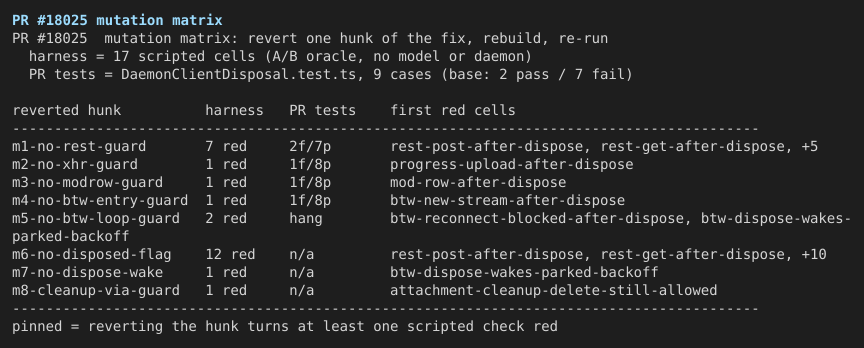 PR #18025 mutation matrix
PR #18025  mutation matrix: revert one hunk of the fix, rebuild, re-run
  harness = 17 scripted cells (A/B oracle, no model or daemon)
  PR tests = DaemonClientDisposal.test.ts, 9 cases (base: 2 pass / 7 fail)
reverted hunk          harness   PR tests    first red cells
-----------------------------------------------------------------------------------------
m1-no-rest-guard       7 red     2f/7p       rest-post-after-dispose, rest-get-after-dispose, +5
m2-no-xhr-guard        1 red     1f/8p       progress-upload-after-dispose
m3-no-modrow-guard     1 red     1f/8p       mod-row-after-dispose
m4-no-btw-entry-guard  1 red     1f/8p       btw-new-stream-after-dispose
m5-no-btw-loop-guard   2 red     hang        btw-reconnect-blocked-after-dispose, btw-dispose-wakes-
parked-backoff
m6-no-disposed-flag    12 red    n/a         rest-post-after-dispose, rest-get-after-dispose, +10
m7-no-dispose-wake     1 red     n/a         btw-dispose-wakes-parked-backoff
m8-cleanup-via-guard   1 red     n/a         attachment-cleanup-delete-still-allowed
-----------------------------------------------------------------------------------------
pinned = reverting the hunk turns at least one scripted check red